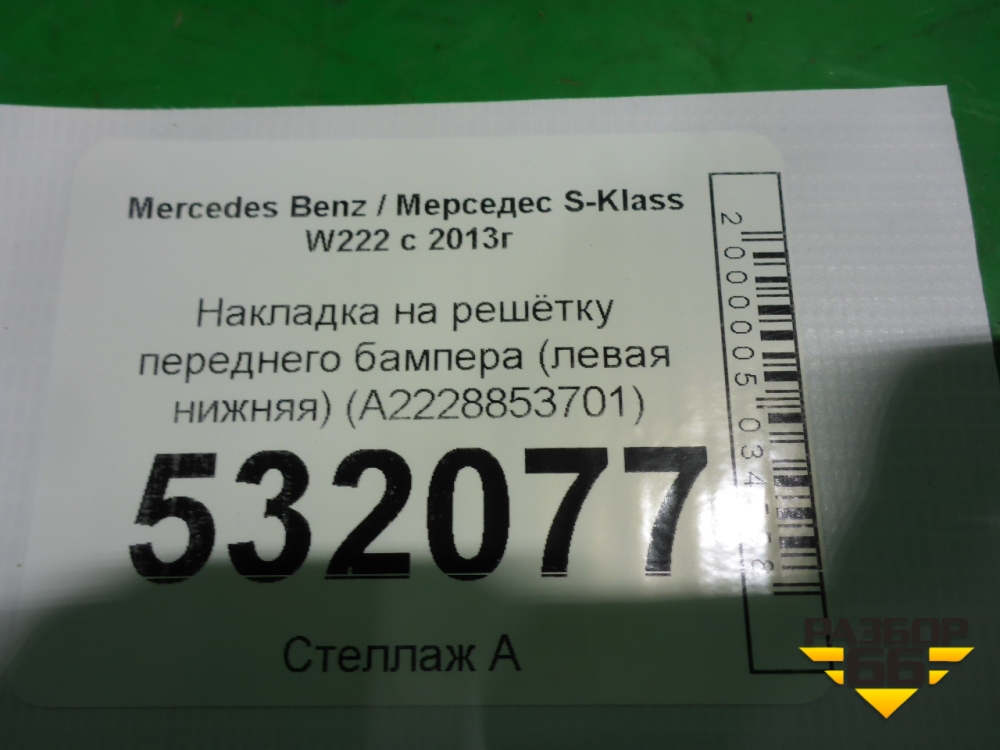 Mercedes Benz / Мерседес S-Klass
W222 с 2013г
Накладка на решётку
переднего бампера (левая
нижняя) (A2228853701)
532077
Стеллаж А
РАЗБОР
66